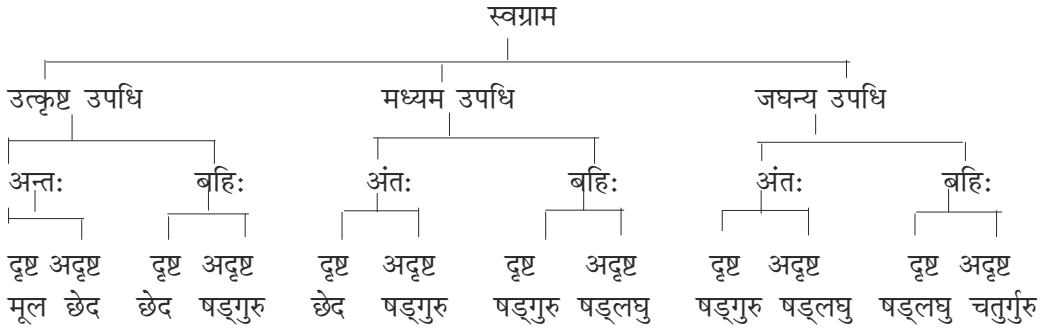 स्वग्राम
उत्कृष्ट उपधि मध्यम उपधि जघन्य उपधि
अन्तः बहिः अंतः बहिः अंतः बहिः
दृष्ट अदृष्ट दृष्ट अदृष्ट दृष्ट अदृष्ट दृष्ट अदृष्ट दृष्ट अदृष्ट दृष्ट अदृष्ट
मूल छेद छेद षड्गुरु छेद षड्गुरु षड्गुरु षड्लघु षड्गुरु षड्लघु षड्लघु चतुर्गुरु